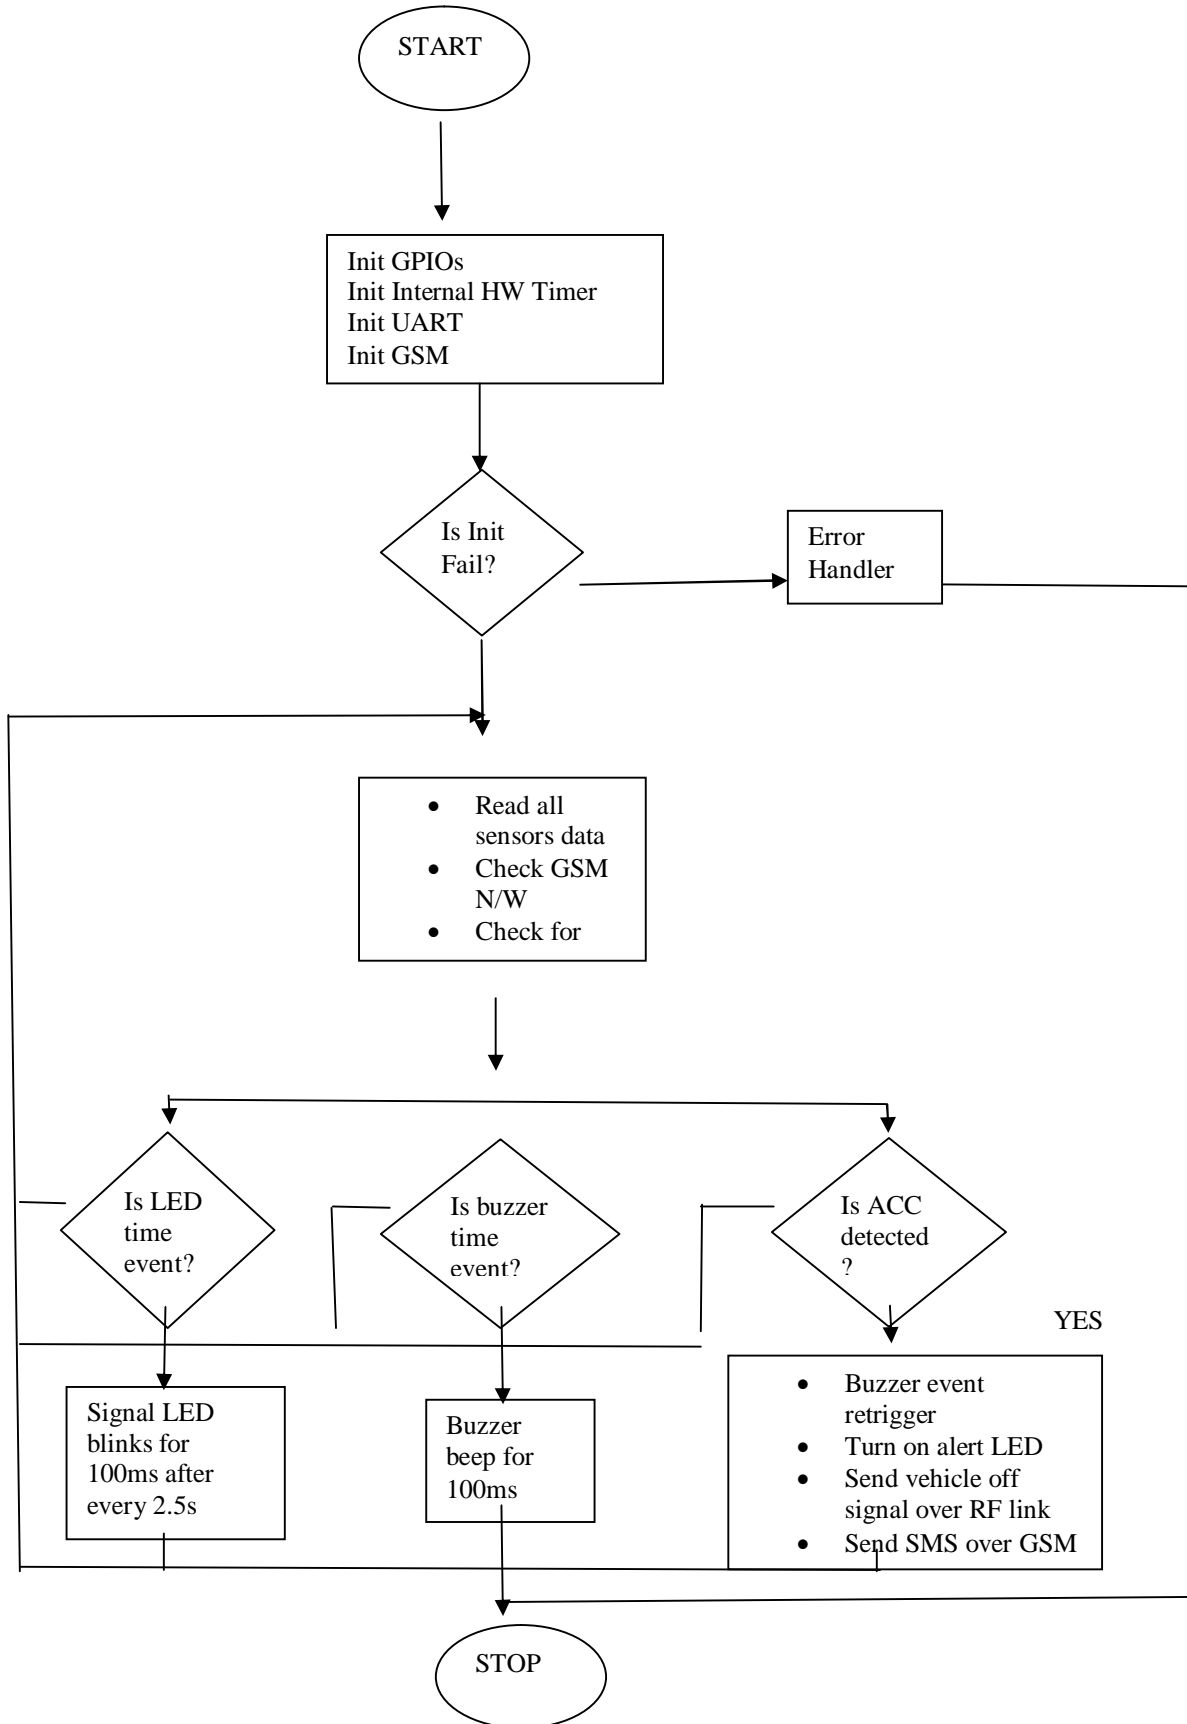 START
Init GPIOs
Init Internal HW Timer
Init UART
Init GSM
Is Init
Fail?
Error
Handler
• Read all
sensors data
• Check GSM
N/W
• Check for
Is LED
time
event?
Is buzzer
time
event?
Is ACC
detected
?
YES
Signal LED
blinks for
100ms after
every 2.5s
Buzzer
beep for
100ms
• Buzzer event
retrigger
• Turn on alert LED
• Send vehicle off
signal over RF link
• Send SMS over GSM
STOP